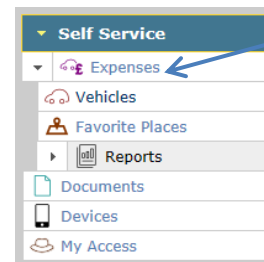 Self Service
Expenses
Vehicles
Favorite Places
Reports
Documents
Devices
My Access